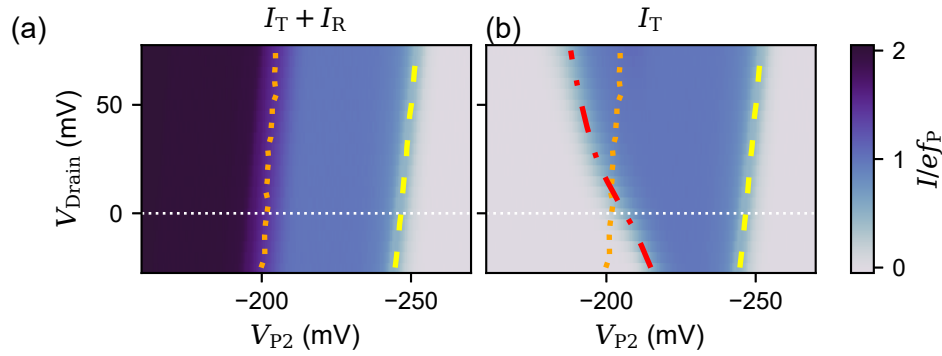 (a) I_T + I_R
(b) I_T
V_Drain (mV)
50
0
−200 −250
V_P2 (mV)
−200 −250
V_P2 (mV)
2
1
0
I/ef_P